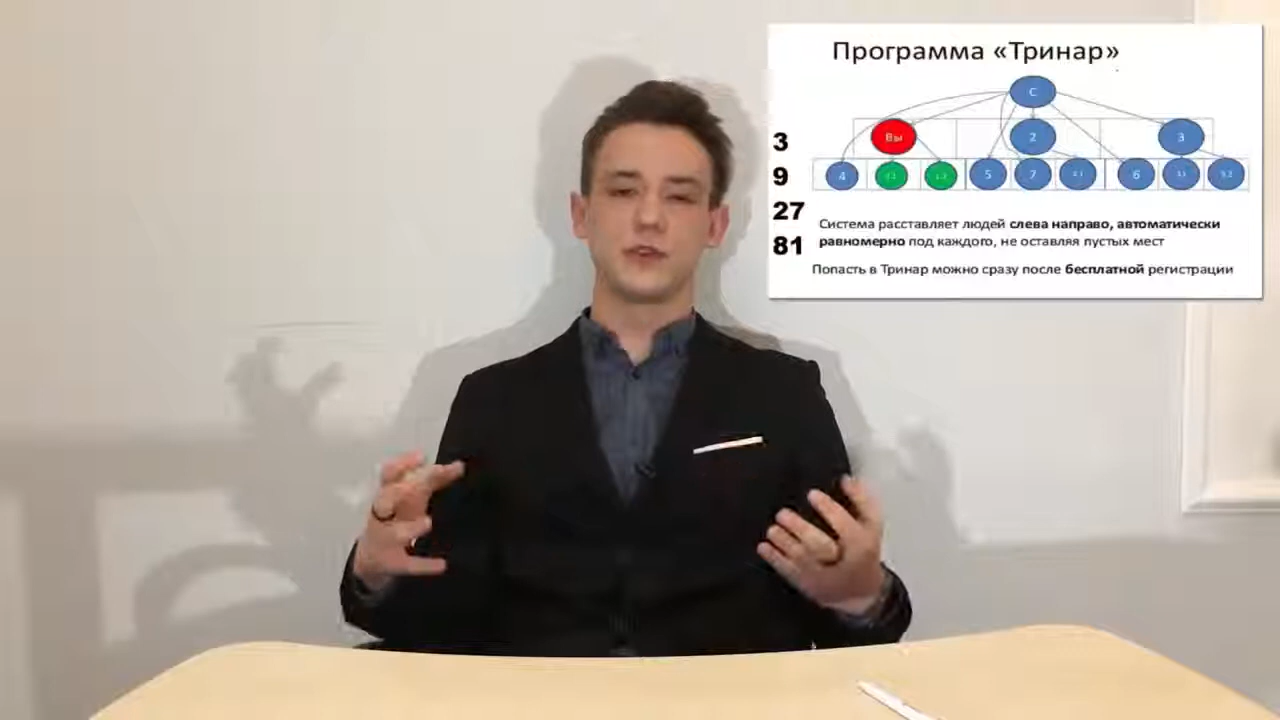 Программа «Тринар»
С
3
Вы
2
3
9
4
5
7
6
27
Система расставляет людей слева направо, автоматически
равномерно под каждого, не оставляя пустых мест
81
Попасть в Тринар можно сразу после бесплатной регистрации